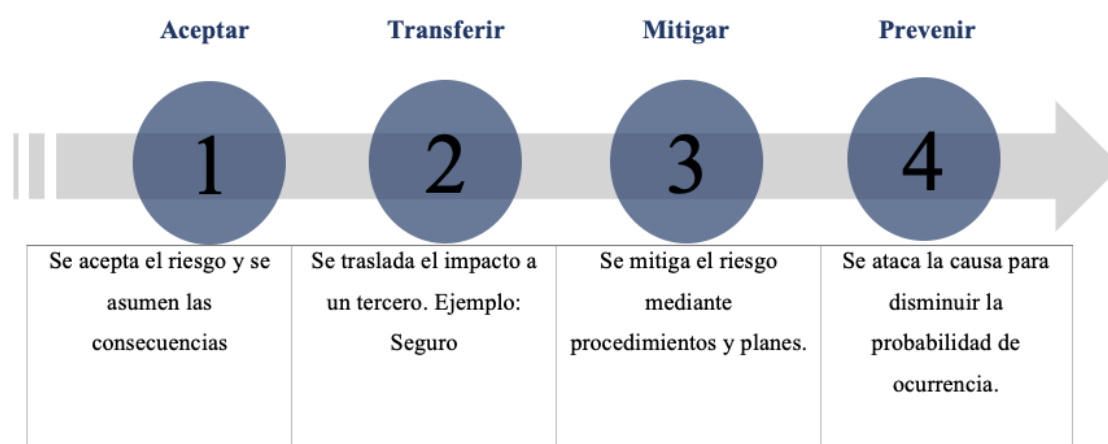 Aceptar
Transferir
Mitigar
Prevenir
1
2
3
4
Se acepta el riesgo y se
asumen las
consecuencias
Se traslada el impacto a
un tercero. Ejemplo:
Seguro
Se mitiga el riesgo
mediante
procedimientos y planes.
Se ataca la causa para
disminuir la
probabilidad de
ocurrencia.